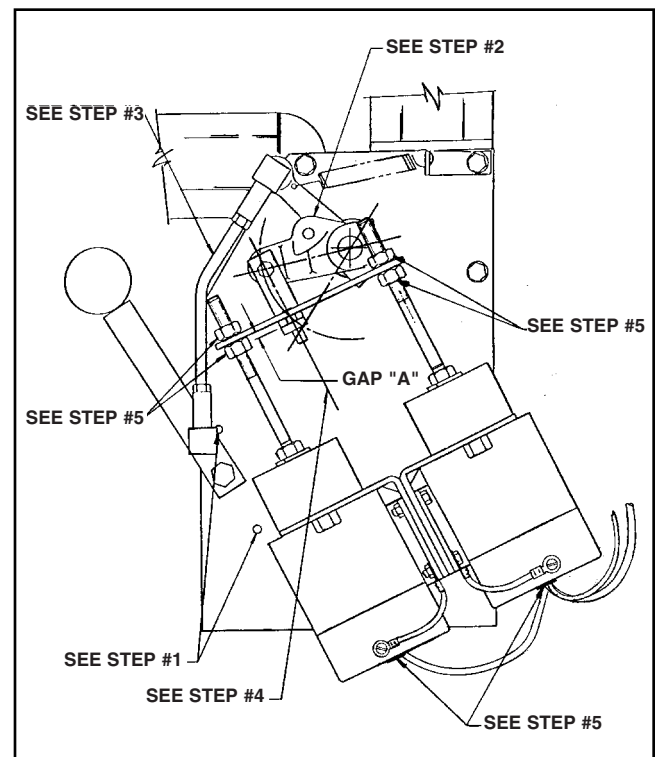 SEE STEP #2
SEE STEP #3
SEE STEP #5
GAP "A"
SEE STEP #5
SEE STEP #1
SEE STEP #4
SEE STEP #5